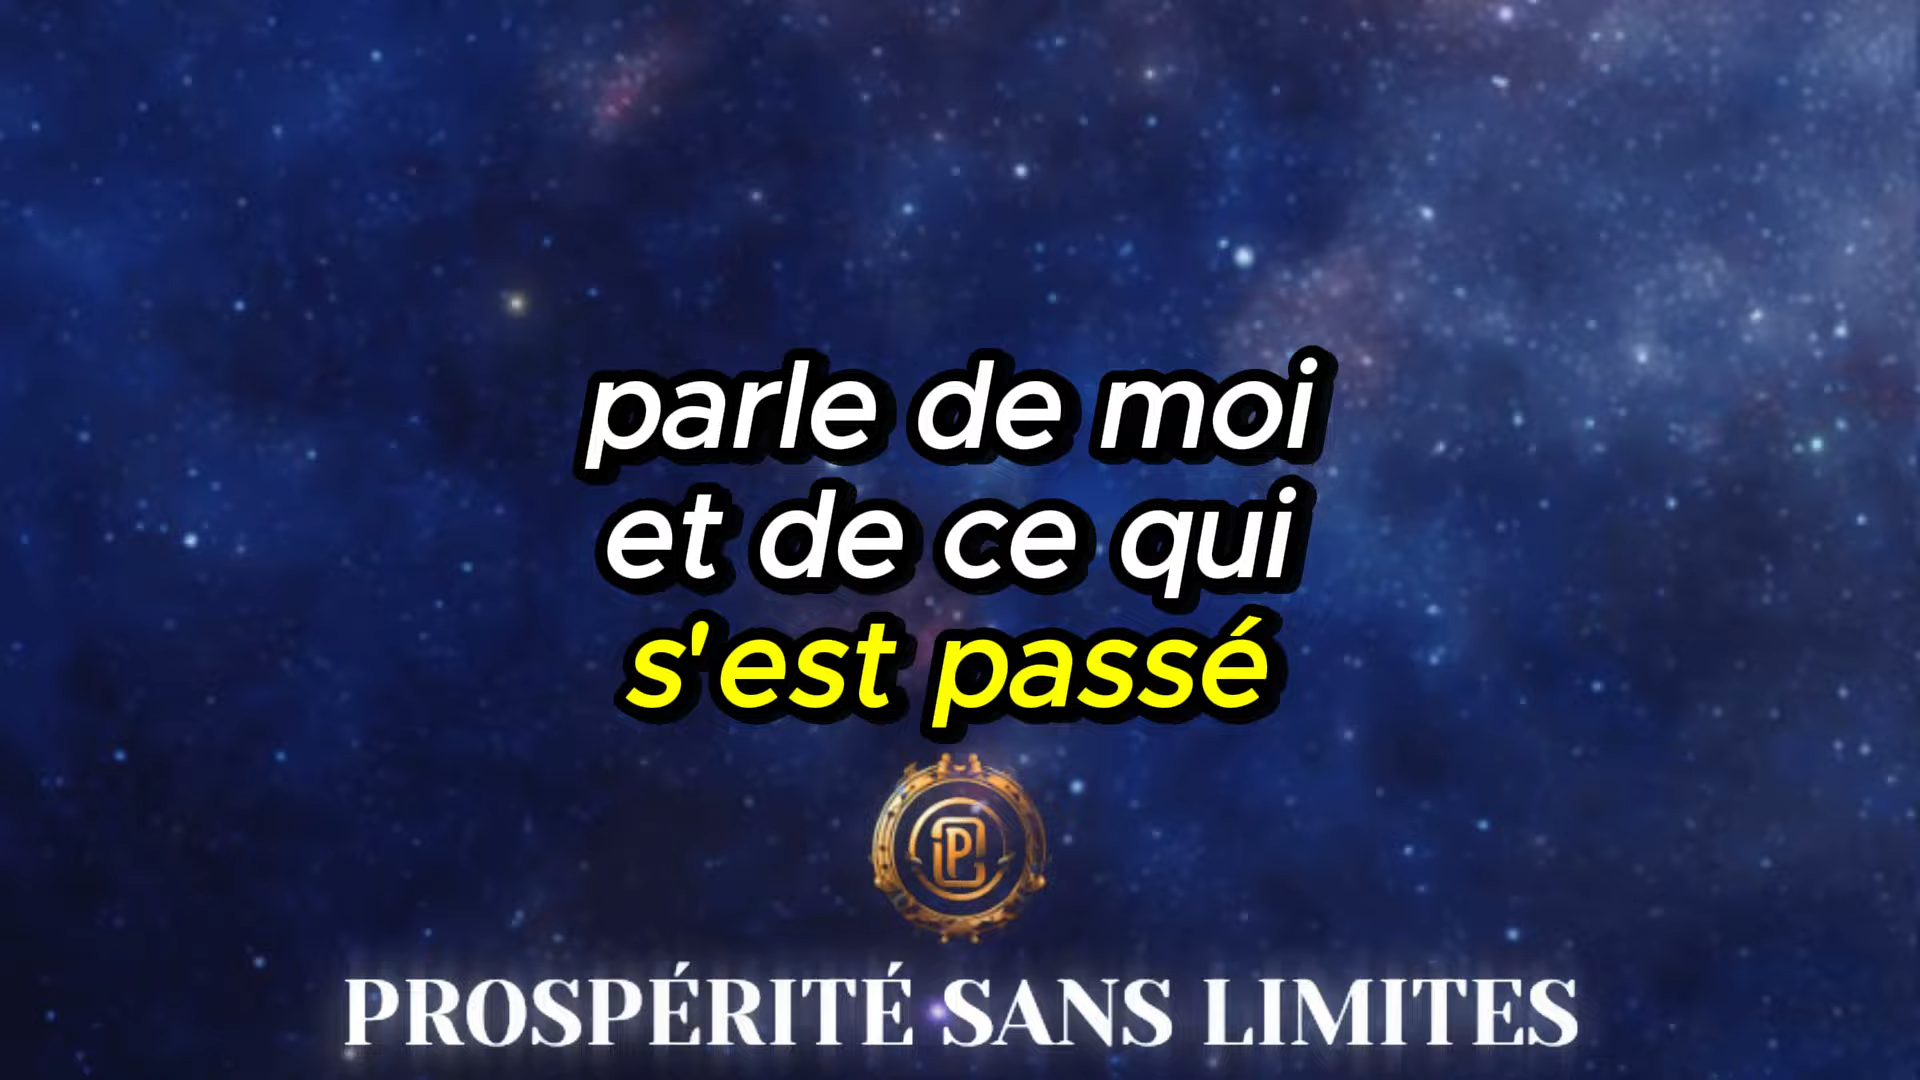 parle de moi
et de ce qui
s'est passé
P
PROSPÉRITÉ SANS LIMITES